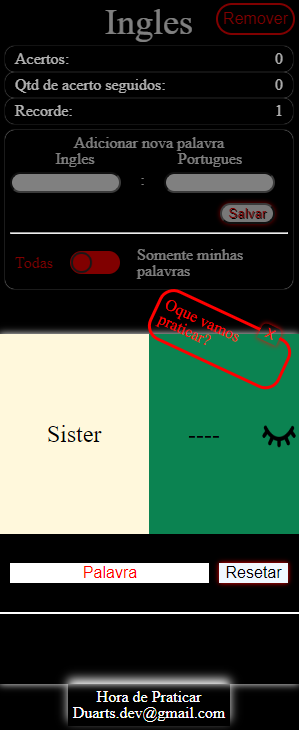 Ingles
Remover
Acertos: 0
Qtd de acerto seguidos: 0
Recorde: 1
Adicionar nova palavra
Ingles Portugues
:
Salvar
Todas
Somente minhas
palavras
Oque vamos
praticar?
X
Sister
----
Palavra
Resetar
Hora de Praticar
Duarts.dev@gmail.com